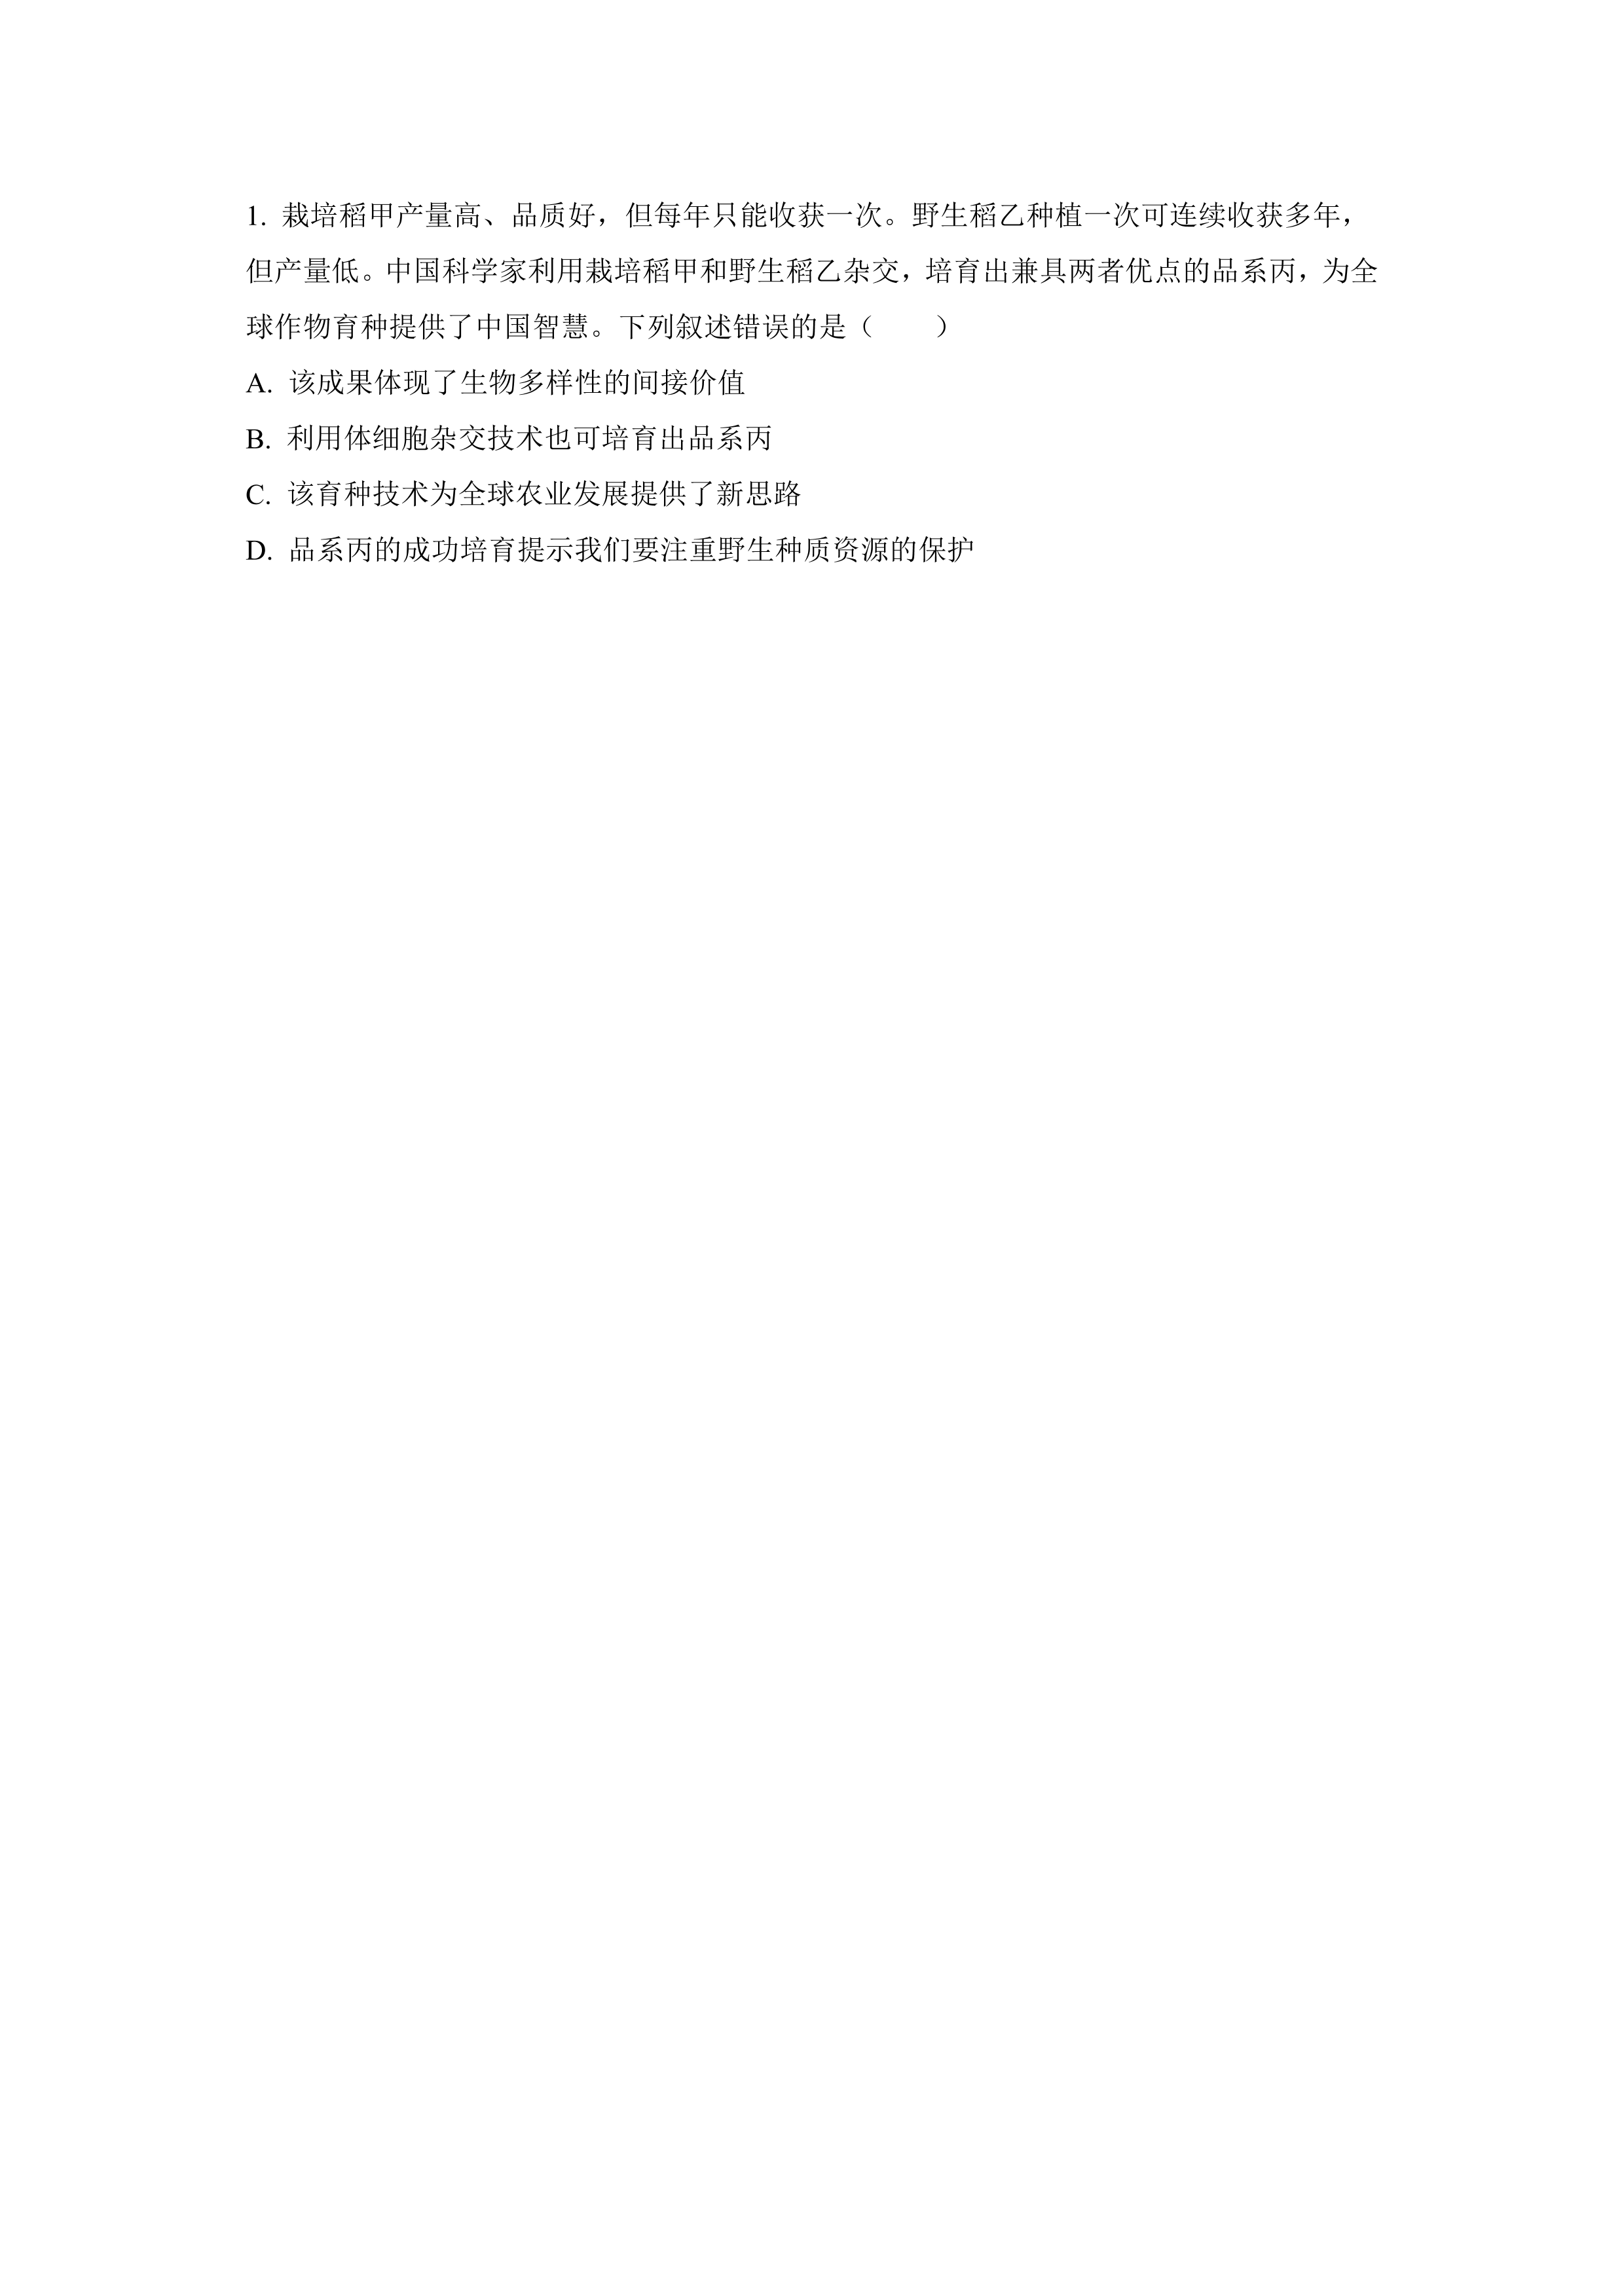 1. 栽培稻甲产量高、品质好，但每年只能收获一次。野生稻乙种植一次可连续收获多年，
但产量低。中国科学家利用栽培稻甲和野生稻乙杂交，培育出兼具两者优点的品系丙，为全
球作物育种提供了中国智慧。下列叙述错误的是（　　）
A. 该成果体现了生物多样性的间接价值
B. 利用体细胞杂交技术也可培育出品系丙
C. 该育种技术为全球农业发展提供了新思路
D. 品系丙的成功培育提示我们要注重野生种质资源的保护